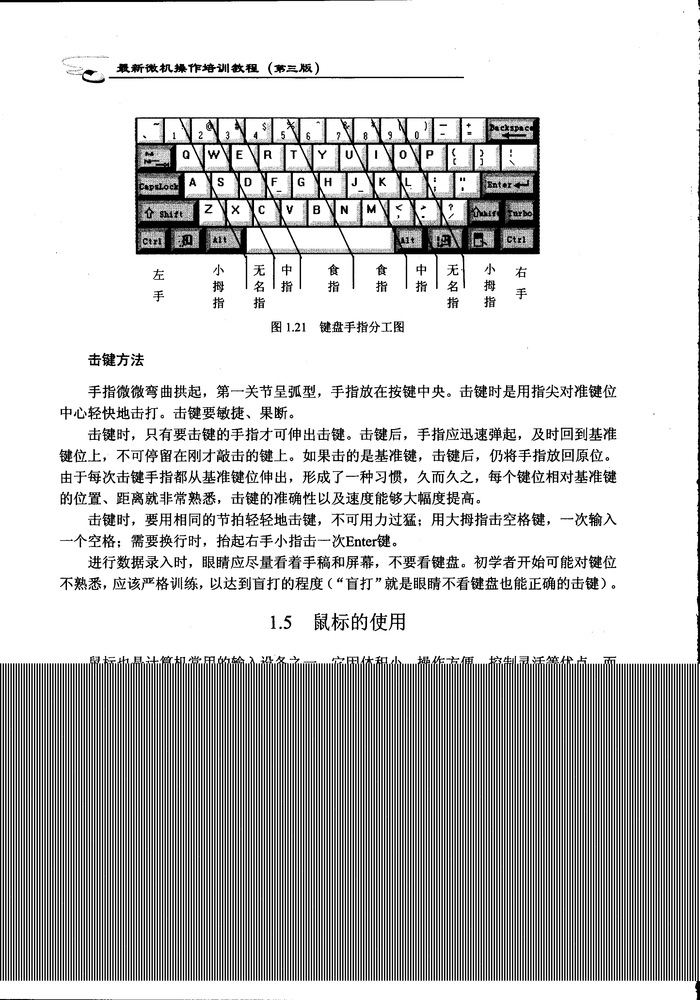 最新微机操作培训教程（第三版）
~ ! @ # $ % ^ & * ( ) — + Backspace
、 1 2 3 4 5 6 7 8 9 0 - =
Q W E R T Y U I O P { } ¦
[ ] \
CapsLock A S D F G H J K L : " Enter
; '
Shift Z X C V B N M < > ? Shift Turbo
, . /
Ctrl Alt Alt Ctrl
左手 小拇指 无名指 中指 食指 食指 中指 无名指 小拇指 右手
图 1.21 键盘手指分工图
击键方法
手指微微弯曲拱起，第一关节呈弧型，手指放在按键中央。击键时是用指尖对准键位
中心轻快地击打。击键要敏捷、果断。
击键时，只有要击键的手指才可伸出击键。击键后，手指应迅速弹起，及时回到基准
键位上，不可停留在刚才敲击的键上。如果击的是基准键，击键后，仍将手指放回原位。
由于每次击键手指都从基准键位伸出，形成了一种习惯，久而久之，每个键位相对基准键
的位置、距离就非常熟悉，击键的准确性以及速度能够大幅度提高。
击键时，要用相同的节拍轻轻地击键，不可用力过猛；用大拇指击空格键，一次输入
一个空格；需要换行时，抬起右手小指击一次Enter键。
进行数据录入时，眼睛应尽量看着手稿和屏幕，不要看键盘。初学者开始可能对键位
不熟悉，应该严格训练，以达到盲打的程度（“盲打”就是眼睛不看键盘也能正确的击键）。
1.5 鼠标的使用
鼠标也是计算机常用的输入设备之一，它因体积小、操作方便、控制灵活等优点，而